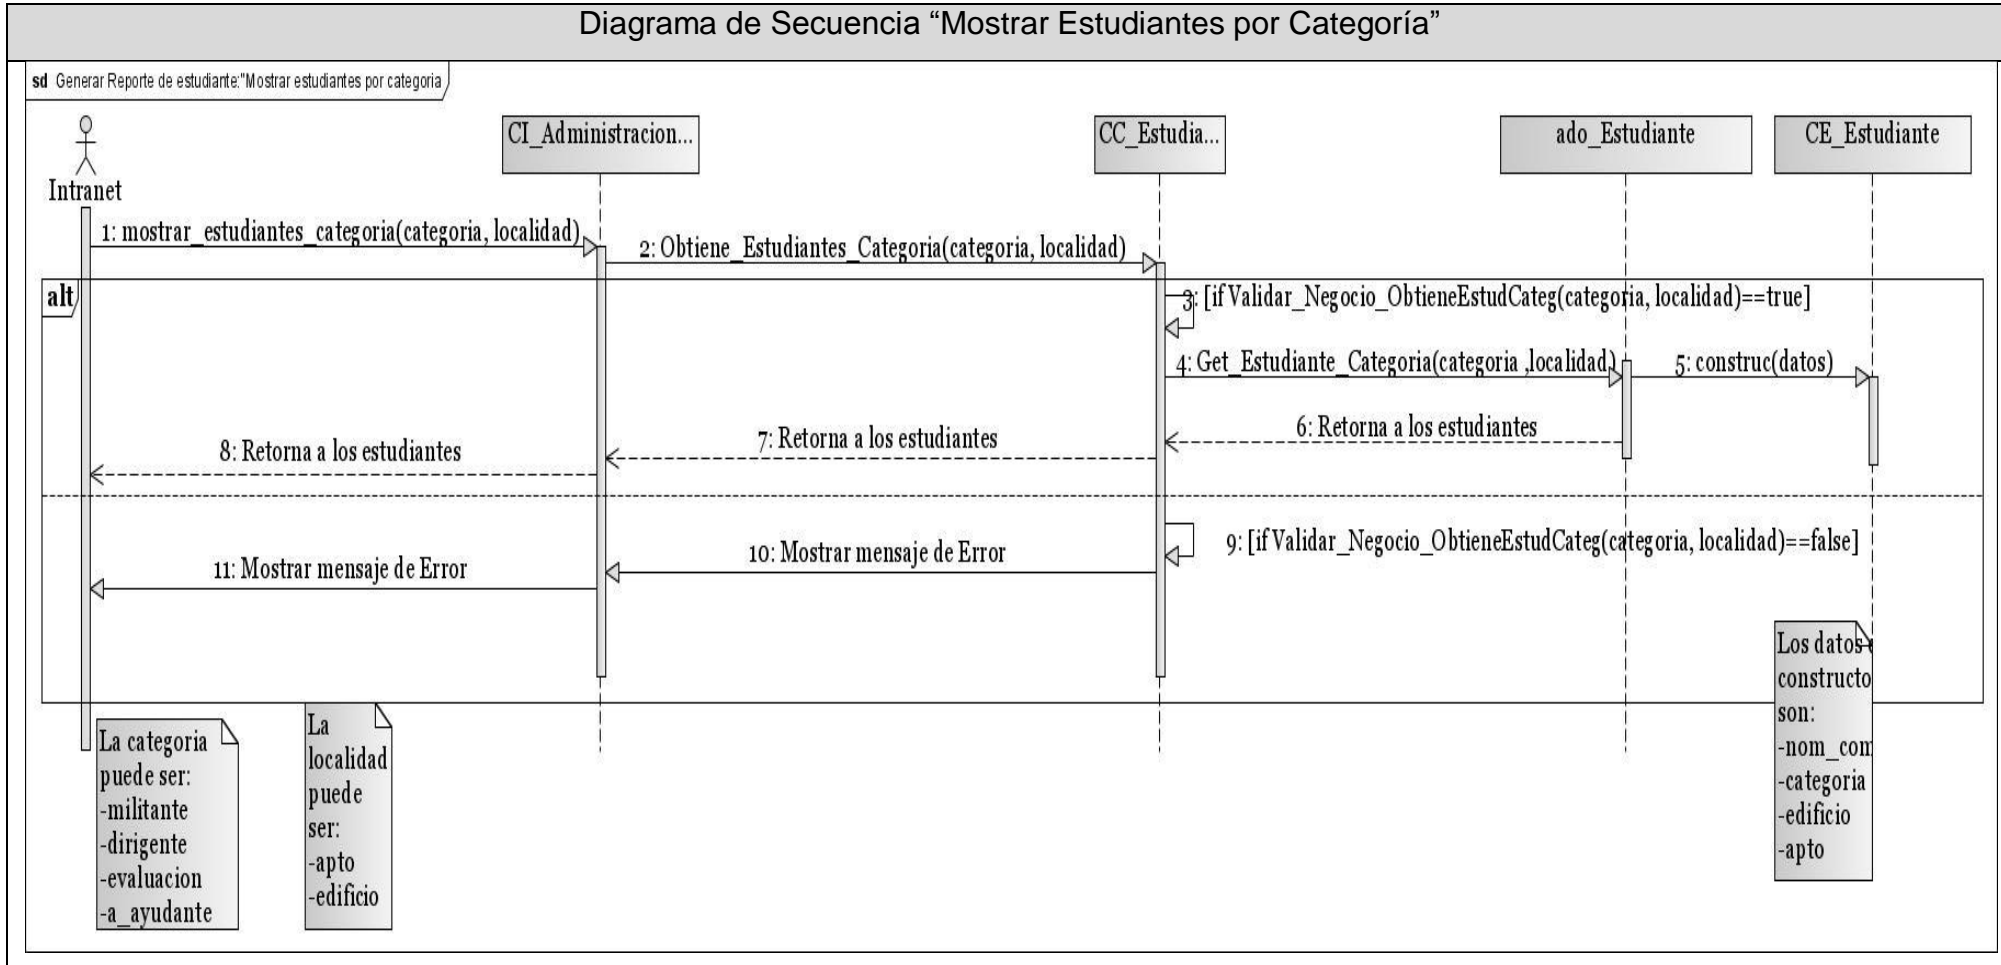 Diagrama de Secuencia “Mostrar Estudiantes por Categoría”
sd Generar Reporte de estudiante:"Mostrar estudiantes por categoria
Intranet
CI_Administracion...
CC_Estudia...
ado_Estudiante
CE_Estudiante
1: mostrar_estudiantes_categoria(categoria, localidad)
2: Obtiene_Estudiantes_Categoria(categoria, localidad)
alt
3: [if Validar_Negocio_ObtieneEstudCateg(categoria, localidad)==true]
4: Get_Estudiante_Categoria(categoria ,localidad)
5: construc(datos)
6: Retorna a los estudiantes
7: Retorna a los estudiantes
8: Retorna a los estudiantes
9: [if Validar_Negocio_ObtieneEstudCateg(categoria, localidad)==false]
10: Mostrar mensaje de Error
11: Mostrar mensaje de Error
La categoria
puede ser:
-militante
-dirigente
-evaluacion
-a_ayudante
La
localidad
puede
ser:
-apto
-edificio
Los datos
constructo
son:
-nom_com
-categoria
-edificio
-apto